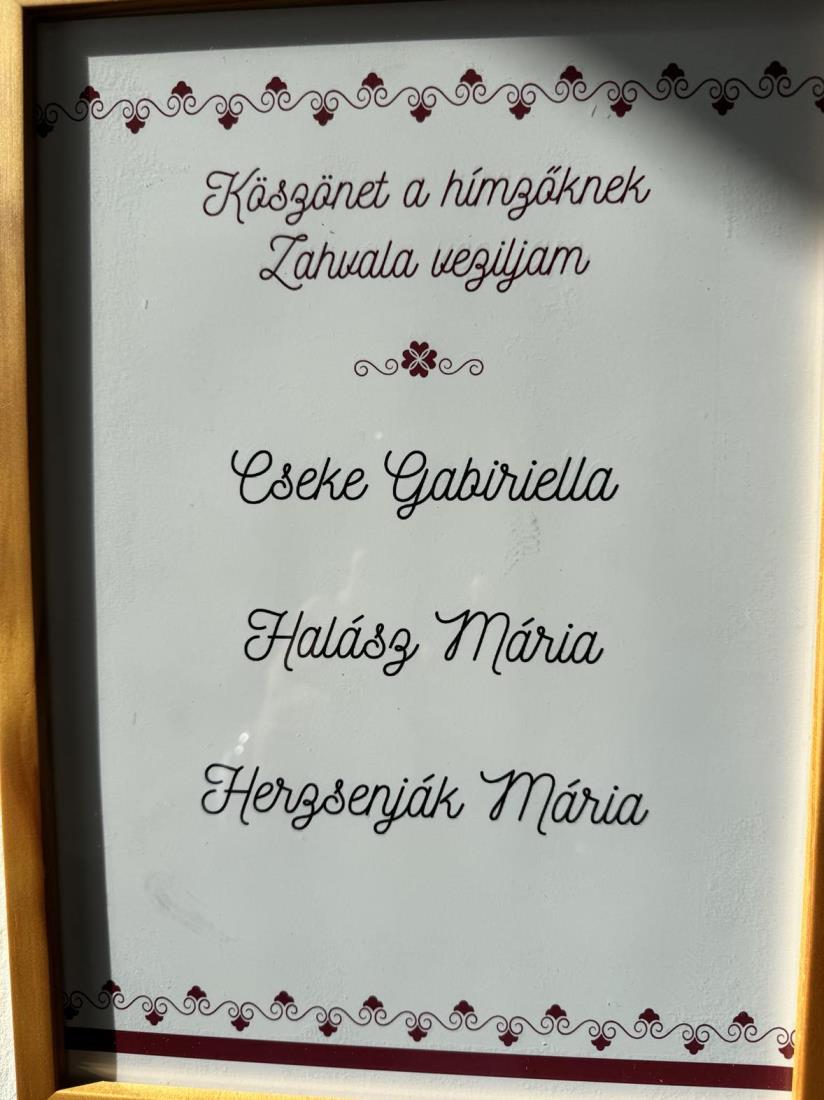 Köszönet a hímzőknek
Zahvala veziljam
Cseke Gabiriella
Halász Mária
Herzsenják Mária